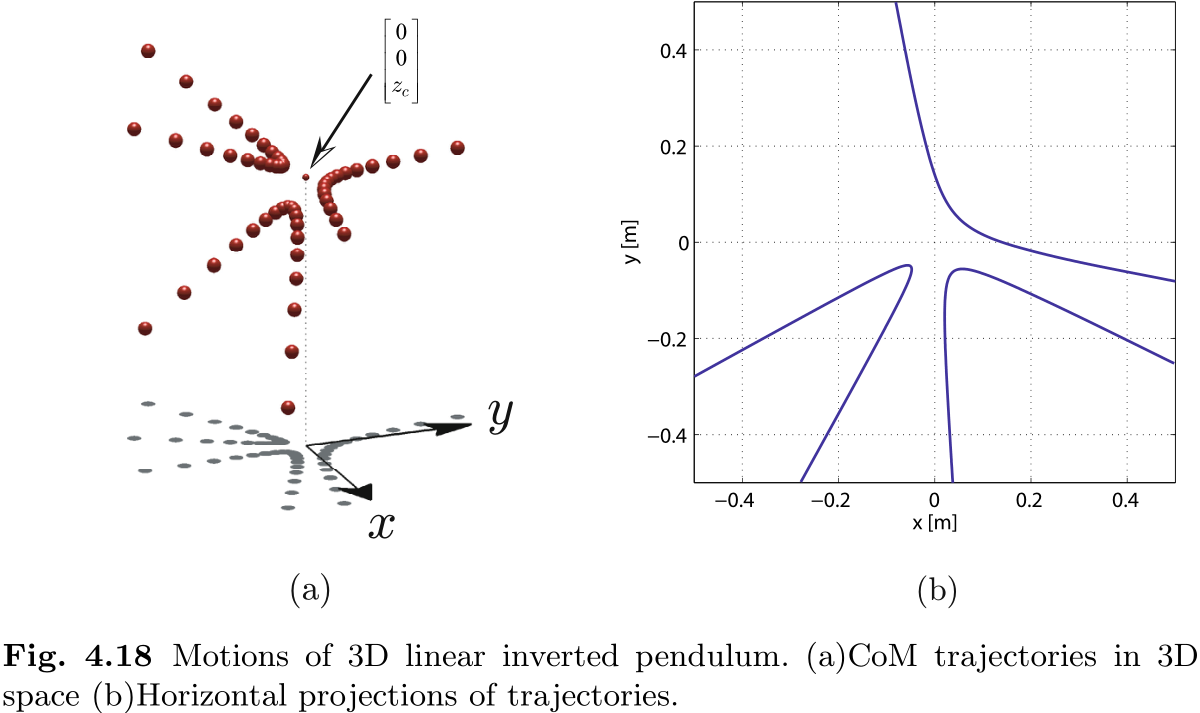 0
0
z_c
y
x
(a)
0.4
0.2
0
−0.2
−0.4
y [m]
−0.4 −0.2 0 0.2 0.4
x [m]
(b)
Fig. 4.18 Motions of 3D linear inverted pendulum. (a)CoM trajectories in 3D
space (b)Horizontal projections of trajectories.